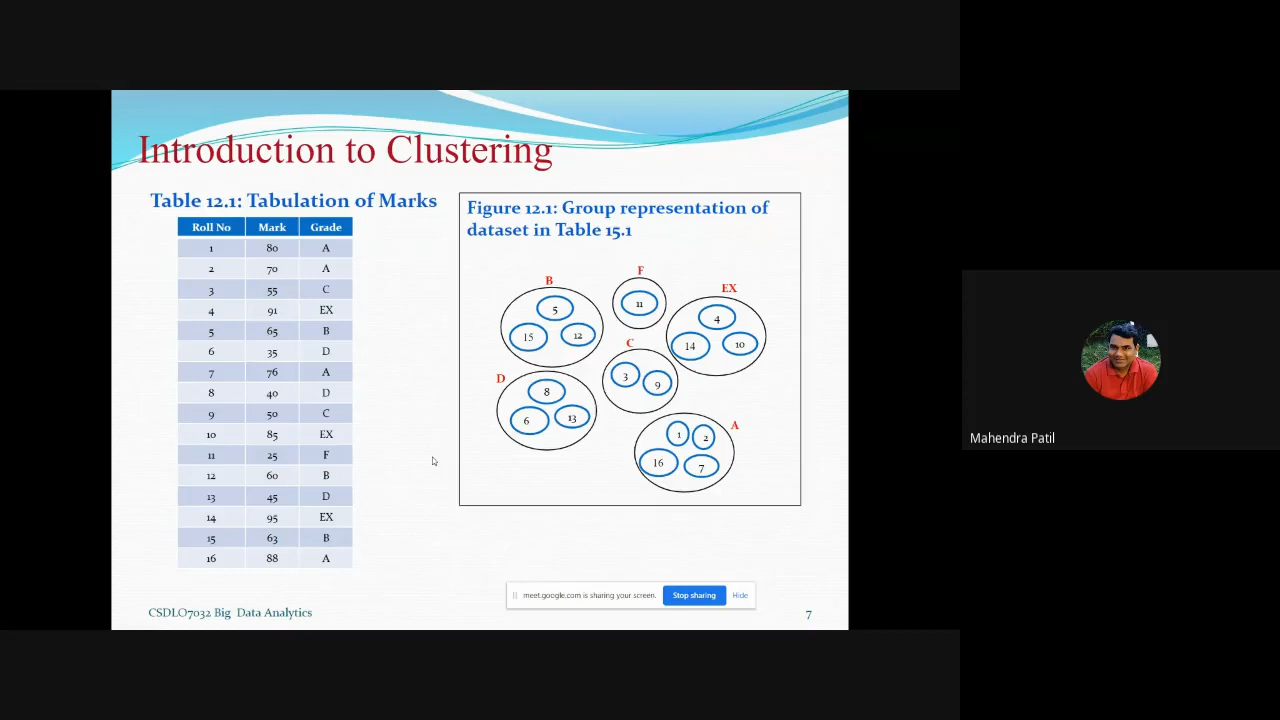 Introduction to Clustering
Table 12.1: Tabulation of Marks
Roll No Mark Grade
1 80 A
2 70 A
3 55 C
4 91 EX
5 65 B
6 35 D
7 76 A
8 40 D
9 50 C
10 85 EX
11 25 F
12 60 B
13 45 D
14 95 EX
15 63 B
16 88 A
Figure 12.1: Group representation of
dataset in Table 15.1
B
5
15 12
F
11
EX
4
14 10
C
3 9
D
8
6 13
A
1 2
16 7
meet.google.com is sharing your screen. Stop sharing Hide
CSDLO7032 Big Data Analytics
7
Mahendra Patil